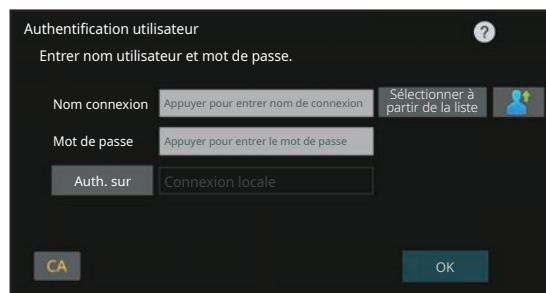 Authentification utilisateur
?
Entrer nom utilisateur et mot de passe.
Nom connexion
Appuyer pour entrer nom de connexion
Sélectionner à
partir de la liste
Mot de passe
Appuyer pour entrer le mot de passe
Auth. sur
Connexion locale
CA
OK